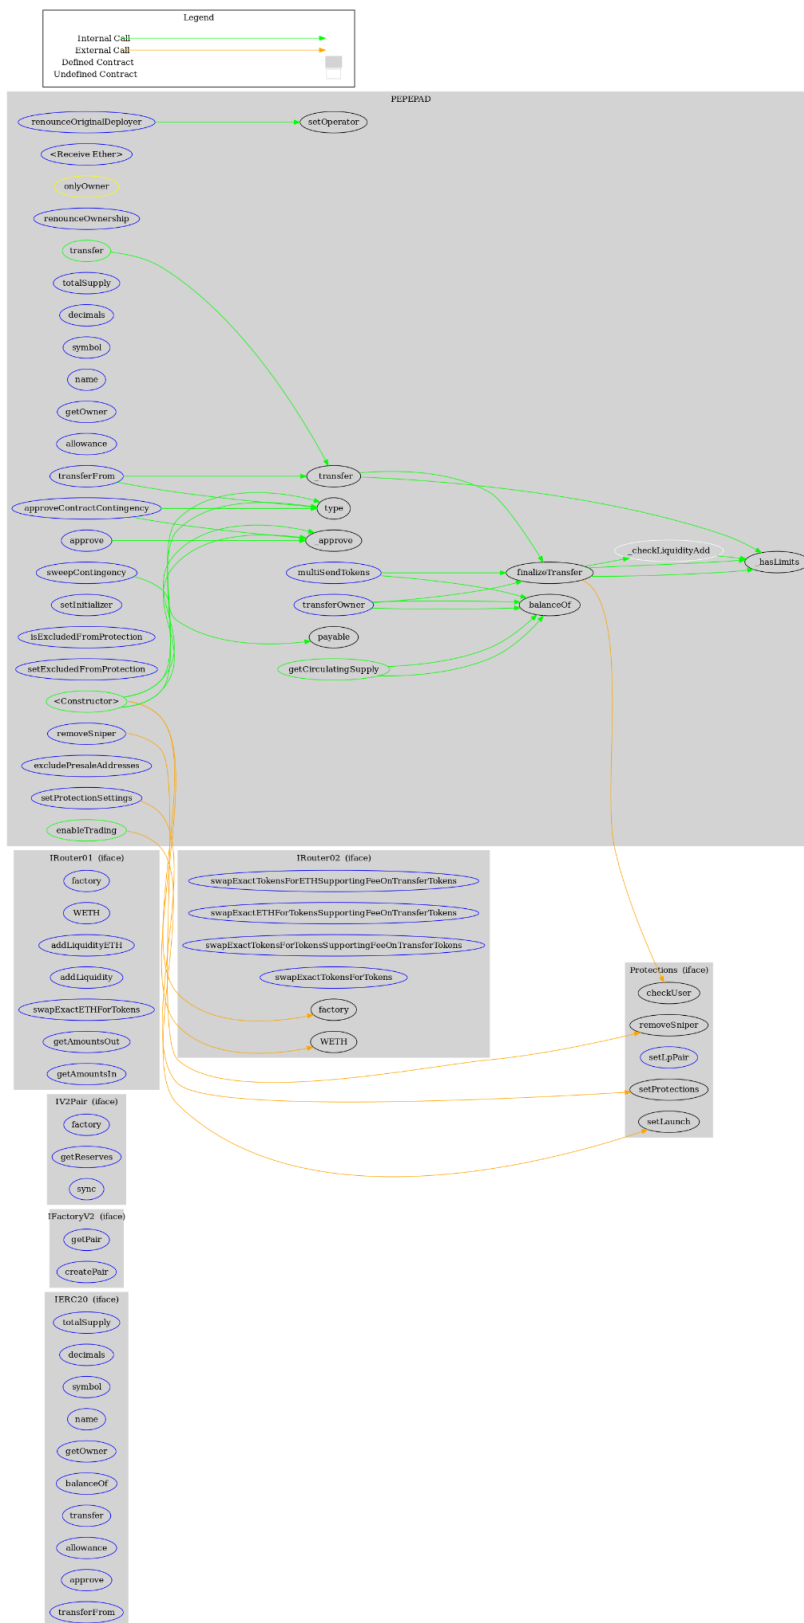 Legend
Internal Call
External Call
Defined Contract
Undefined Contract
PEPEPAD
renounceOriginalDeployer
setOperator
<Receive Ether>
onlyOwner
renounceOwnership
transfer
totalSupply
decimals
symbol
name
getOwner
allowance
transferFrom
_transfer
approveContractContingency
type
approve
_approve
sweepContingency
multiSendTokens
finalizeTransfer
_checkLiquidityAdd
_hasLimits
setInitializer
transferOwner
balanceOf
isExcludedFromProtection
payable
setExcludedFromProtection
getCirculatingSupply
<Constructor>
removeSniper
excludePresaleAddresses
setProtectionSettings
enableTrading
IRouter01 (iface)
factory
WETH
addLiquidityETH
addLiquidity
swapExactETHForTokens
getAmountsOut
getAmountsIn
IRouter02 (iface)
swapExactTokensForETHSupportingFeeOnTransferTokens
swapExactETHForTokensSupportingFeeOnTransferTokens
swapExactTokensForTokensSupportingFeeOnTransferTokens
swapExactTokensForTokens
factory
WETH
Protections (iface)
checkUser
removeSniper
setLpPair
setProtections
setLaunch
IV2Pair (iface)
factory
getReserves
sync
IFactoryV2 (iface)
getPair
createPair
IERC20 (iface)
totalSupply
decimals
symbol
name
getOwner
balanceOf
transfer
allowance
approve
transferFrom